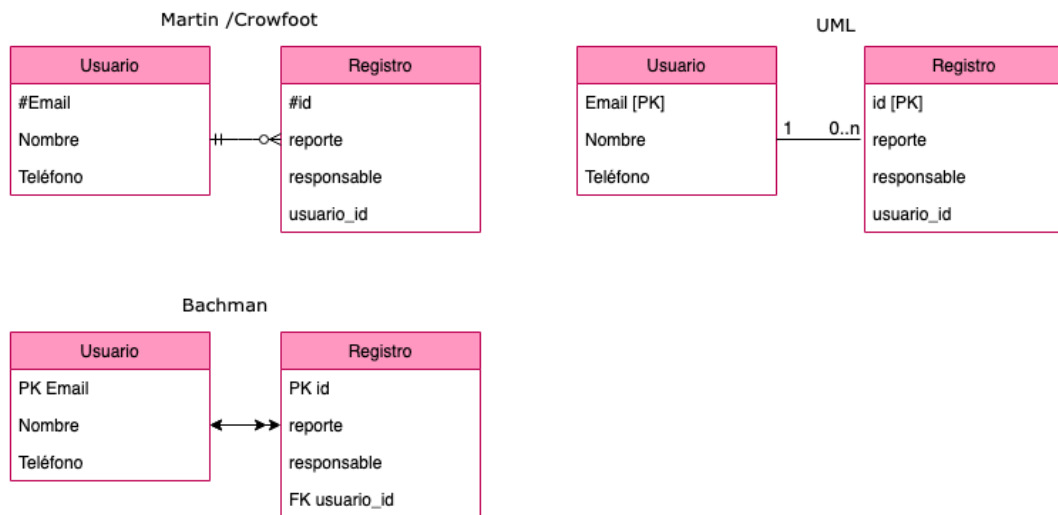 Martin /Crowfoot
Usuario
#Email
Nombre
Teléfono
Registro
#id
reporte
responsable
usuario_id
UML
Usuario
Email [PK]
Nombre
Teléfono
1
0..n
Registro
id [PK]
reporte
responsable
usuario_id
Bachman
Usuario
PK Email
Nombre
Teléfono
Registro
PK id
reporte
responsable
FK usuario_id